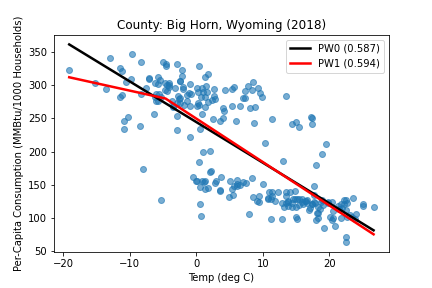 County: Big Horn, Wyoming (2018)
Per-Capita Consumption (MMBtu/1000 Households)
350
300
250
200
150
100
50
PW0 (0.587)
PW1 (0.594)
−20 −10 0 10 20
Temp (deg C)